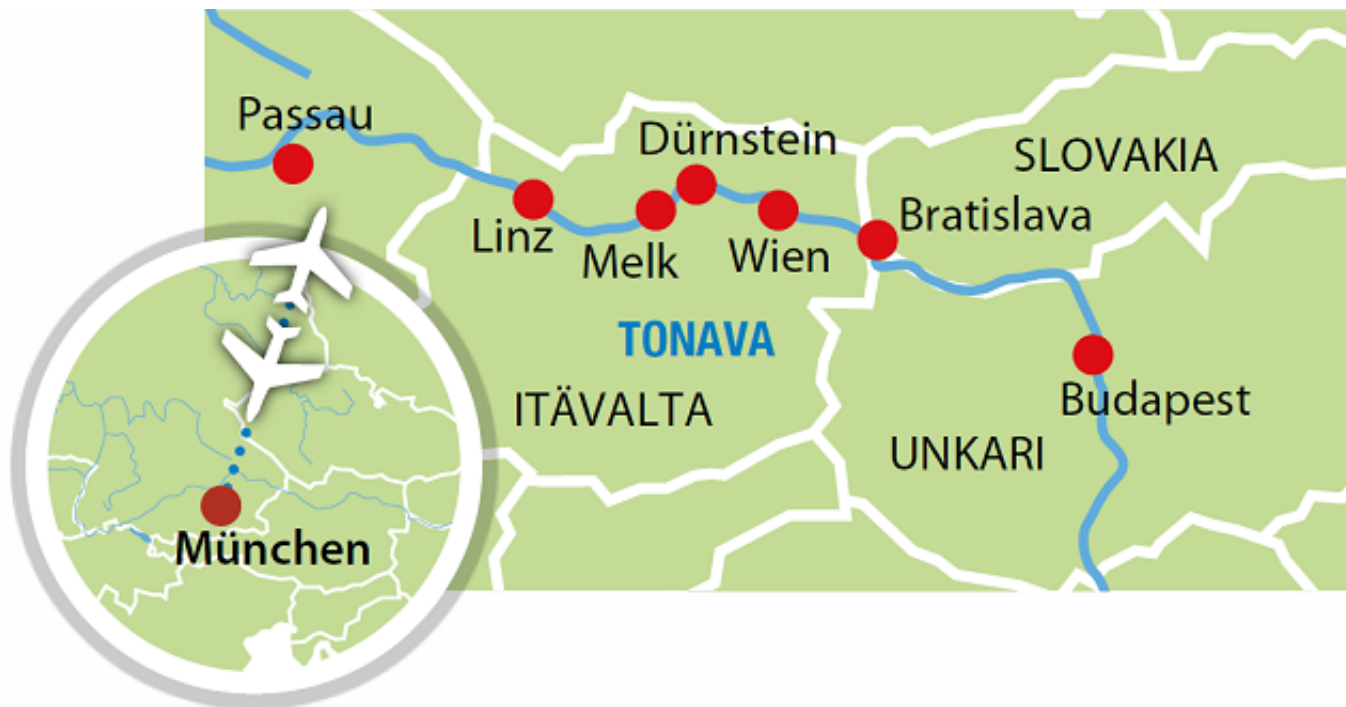 Passau
Dürnstein
SLOVAKIA
Linz
Melk
Wien
Bratislava
TONAVA
ITÄVALTA
Budapest
UNKARI
München